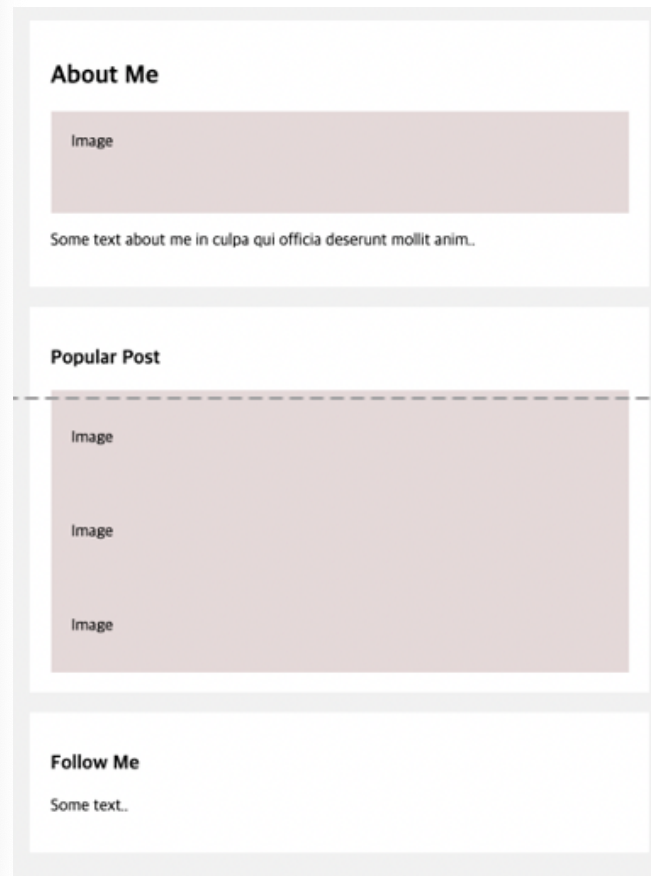 About Me
Image
Some text about me in culpa qui officia deserunt mollit anim..
Popular Post
Image
Image
Image
Follow Me
Some text..